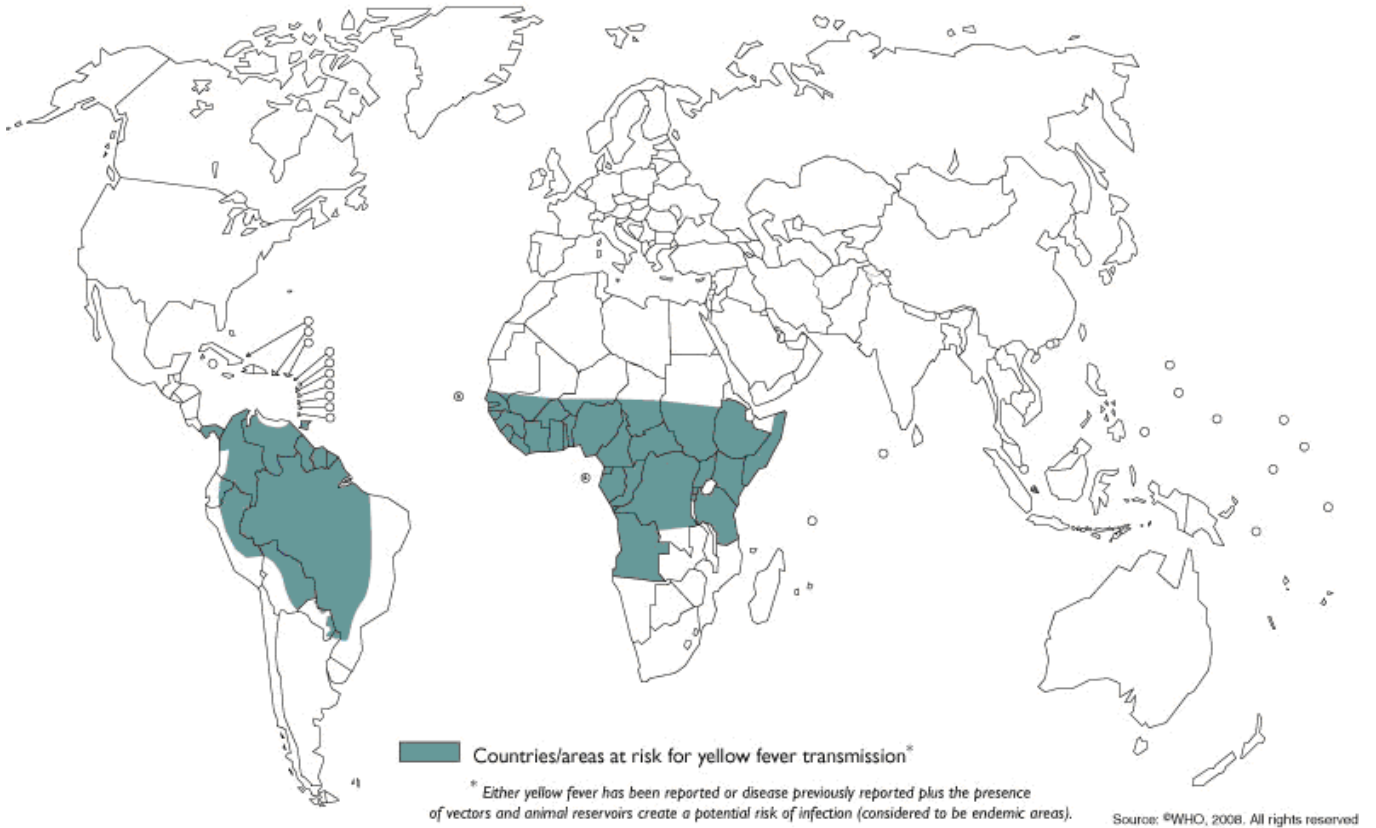 Countries/areas at risk for yellow fever transmission*
* Either yellow fever has been reported or disease previously reported plus the presence
of vectors and animal reservoirs create a potential risk of infection (considered to be endemic areas).
Source: ©WHO, 2008. All rights reserved